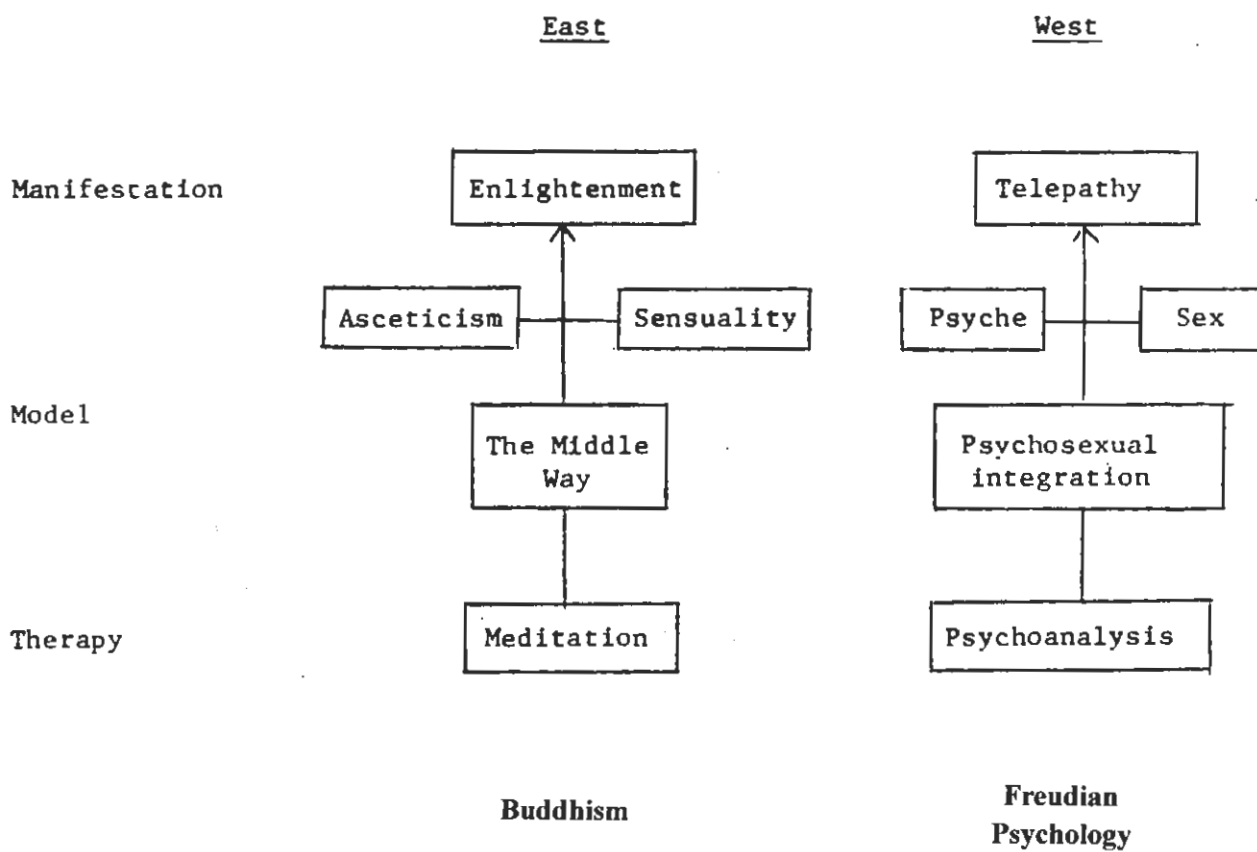 East
West
Manifestation
Enlightenment
Telepathy
Asceticism
Sensuality
Psyche
Sex
Model
The Middle
Way
Psychosexual
integration
Therapy
Meditation
Psychoanalysis
Buddhism
Freudian
Psychology